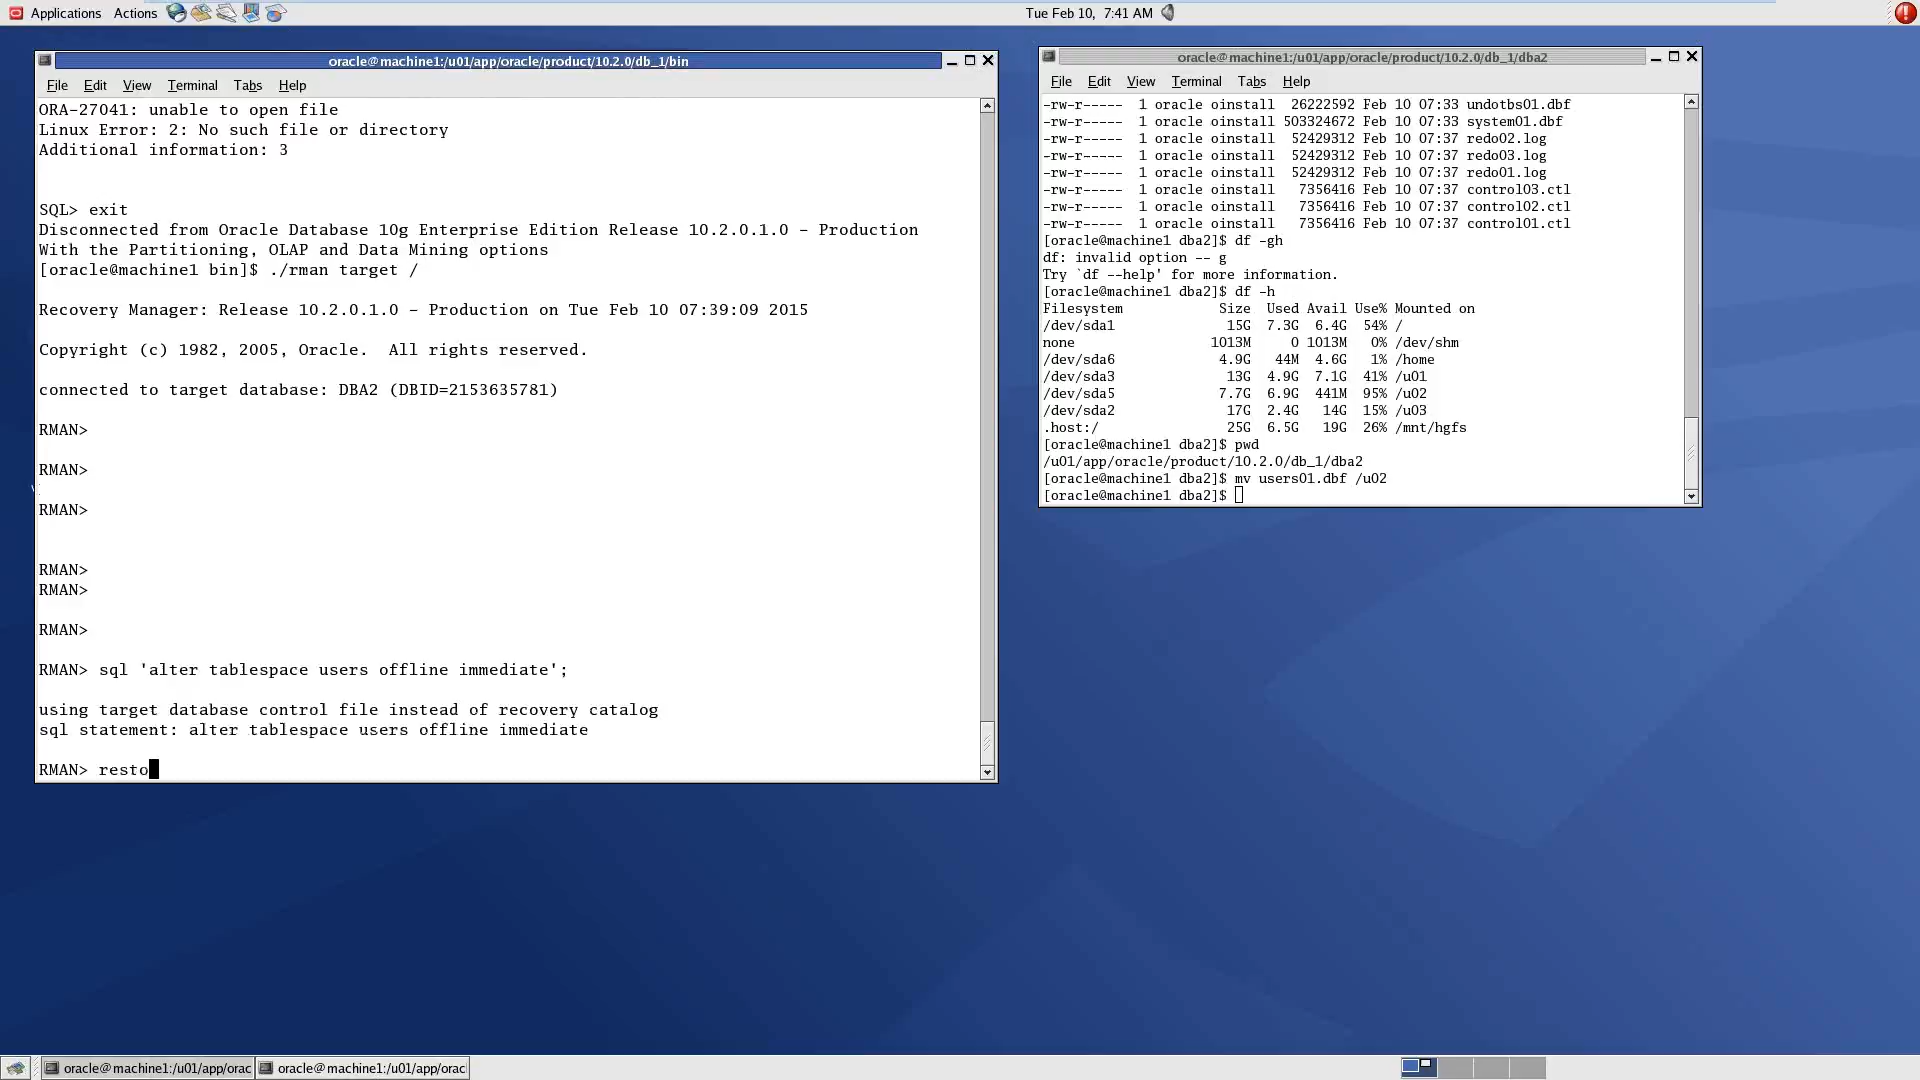 Applications Actions
Tue Feb 10, 7:41 AM
oracle@machine1:/u01/app/oracle/product/10.2.0/db_1/bin
File Edit View Terminal Tabs Help
ORA-27041: unable to open file
Linux Error: 2: No such file or directory
Additional information: 3
SQL> exit
Disconnected from Oracle Database 10g Enterprise Edition Release 10.2.0.1.0 - Production
With the Partitioning, OLAP and Data Mining options
[oracle@machine1 bin]$ ./rman target /
Recovery Manager: Release 10.2.0.1.0 - Production on Tue Feb 10 07:39:09 2015
Copyright (c) 1982, 2005, Oracle.  All rights reserved.
connected to target database: DBA2 (DBID=2153635781)
RMAN>
RMAN>
RMAN>
RMAN>
RMAN>
RMAN>
RMAN> sql 'alter tablespace users offline immediate';
using target database control file instead of recovery catalog
sql statement: alter tablespace users offline immediate
RMAN> resto
oracle@machine1:/u01/app/oracle/product/10.2.0/db_1/dba2
File Edit View Terminal Tabs Help
-rw-r-----  1 oracle oinstall  26222592 Feb 10 07:33 undotbs01.dbf
-rw-r-----  1 oracle oinstall 503324672 Feb 10 07:33 system01.dbf
-rw-r-----  1 oracle oinstall  52429312 Feb 10 07:37 redo02.log
-rw-r-----  1 oracle oinstall  52429312 Feb 10 07:37 redo03.log
-rw-r-----  1 oracle oinstall  52429312 Feb 10 07:37 redo01.log
-rw-r-----  1 oracle oinstall   7356416 Feb 10 07:37 control03.ctl
-rw-r-----  1 oracle oinstall   7356416 Feb 10 07:37 control02.ctl
-rw-r-----  1 oracle oinstall   7356416 Feb 10 07:37 control01.ctl
[oracle@machine1 dba2]$ df -gh
df: invalid option -- g
Try `df --help' for more information.
[oracle@machine1 dba2]$ df -h
Filesystem            Size  Used Avail Use% Mounted on
/dev/sda1              15G  7.3G  6.4G  54% /
none                 1013M     0 1013M   0% /dev/shm
/dev/sda6             4.9G   44M  4.6G   1% /home
/dev/sda3              13G  4.9G  7.1G  41% /u01
/dev/sda5             7.7G  6.9G  441M  95% /u02
/dev/sda2              17G  2.4G   14G  15% /u03
.host:/                25G  6.5G   19G  26% /mnt/hgfs
[oracle@machine1 dba2]$ pwd
/u01/app/oracle/product/10.2.0/db_1/dba2
[oracle@machine1 dba2]$ mv users01.dbf /u02
[oracle@machine1 dba2]$
oracle@machine1:/u01/app/orac
oracle@machine1:/u01/app/orac